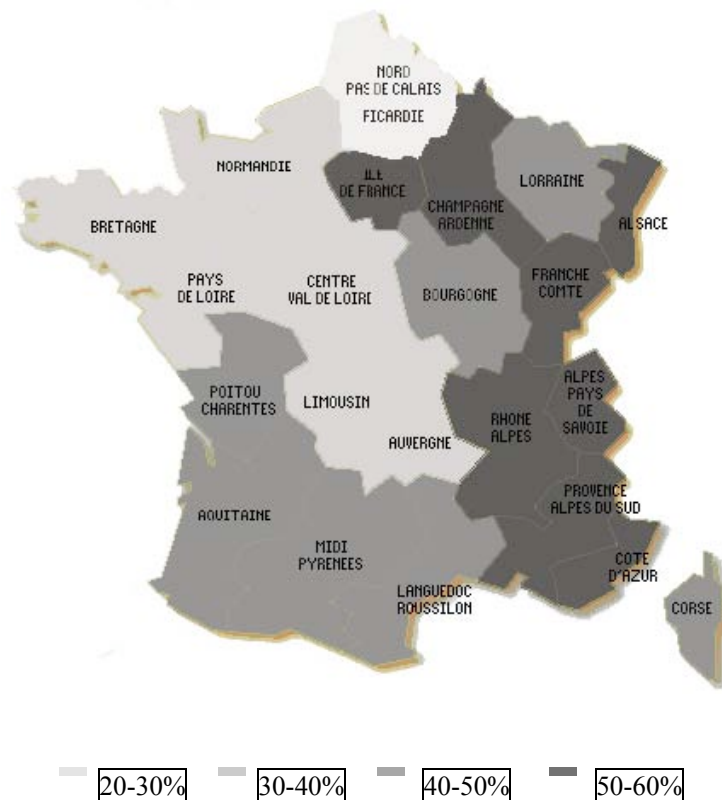 NORD
PAS DE CALAIS
FICARDIE
NORMANDIE
ILE
DE FRANCE
LORRAINE
CHAMPAGNE
ARDENNE
ALSACE
BRETAGNE
PAYS
DE LOIRE
CENTRE
VAL DE LOIRE
BOURGOGNE
FRANCHE
COMTE
POITOU
CHARENTES
LIMOUSIN
AUVERGNE
RHONE
ALPES
ALPES
PAYS
DE
SAVOIE
PROVENCE
ALPES DU SUD
AQUITAINE
MIDI
PYRENEES
LANGUEDOC
ROUSSILON
COTE
D'AZUR
CORSE
20-30% 30-40% 40-50% 50-60%